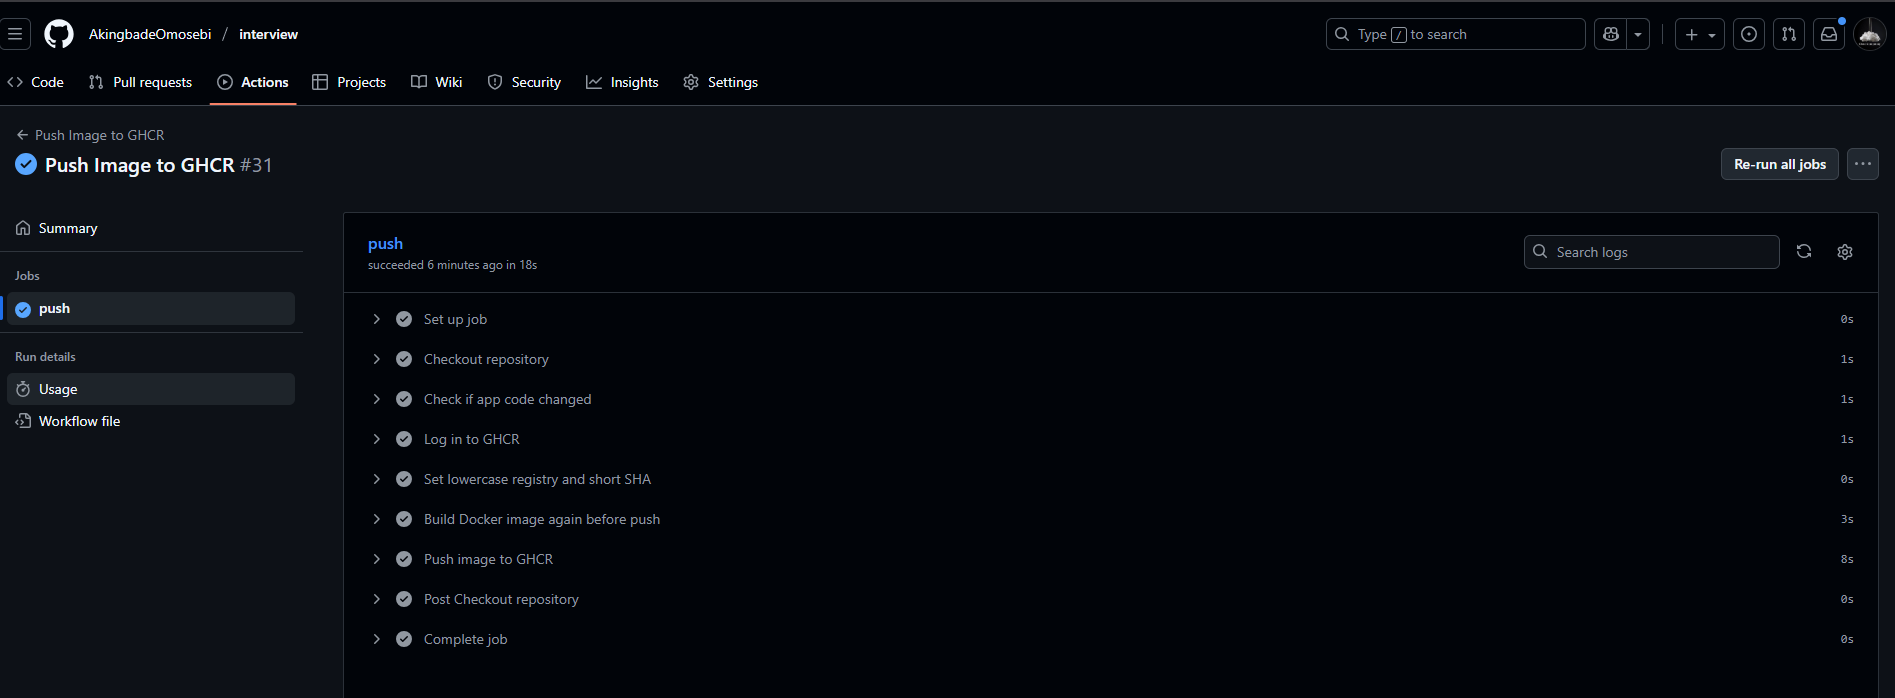 AkingbadeOmosebi / interview
Type / to search
Code Pull requests Actions Projects Wiki Security Insights Settings
← Push Image to GHCR
Push Image to GHCR #31
Re-run all jobs
Summary
Jobs
push
Run details
Usage
Workflow file
push
succeeded 6 minutes ago in 18s
Search logs
Set up job 0s
Checkout repository 1s
Check if app code changed 1s
Log in to GHCR 1s
Set lowercase registry and short SHA 0s
Build Docker image again before push 3s
Push image to GHCR 8s
Post Checkout repository 0s
Complete job 0s